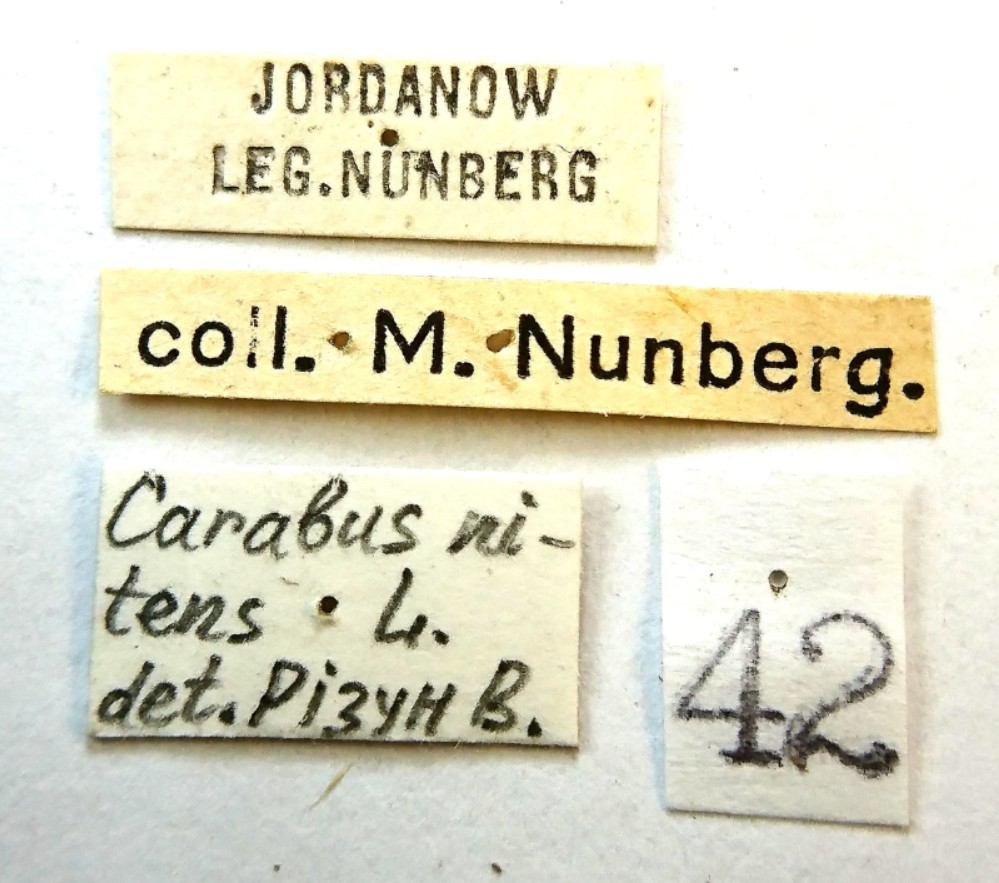 JORDANOW
LEG.NUNBERG
coll. M. Nunberg.
Carabus ni-
tens L.
det. Різун В.
42